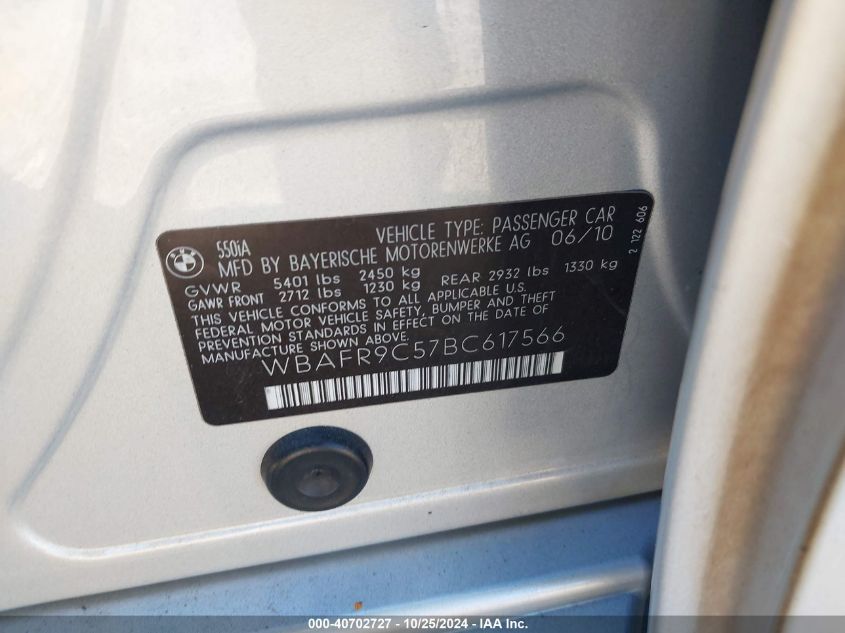 BMW
550iA
VEHICLE TYPE: PASSENGER CAR
MFD BY BAYERISCHE MOTORENWERKE AG 06/10
GVWR 5401 lbs 2450 kg
GAWR FRONT 2712 lbs 1230 kg REAR 2932 lbs 1330 kg
THIS VEHICLE CONFORMS TO ALL APPLICABLE U.S.
FEDERAL MOTOR VEHICLE SAFETY, BUMPER AND THEFT
PREVENTION STANDARDS IN EFFECT ON THE DATE OF
MANUFACTURE SHOWN ABOVE.
WBAFR9C57BC617566
2 122 606
000-40702727 - 10/25/2024 - IAA Inc.